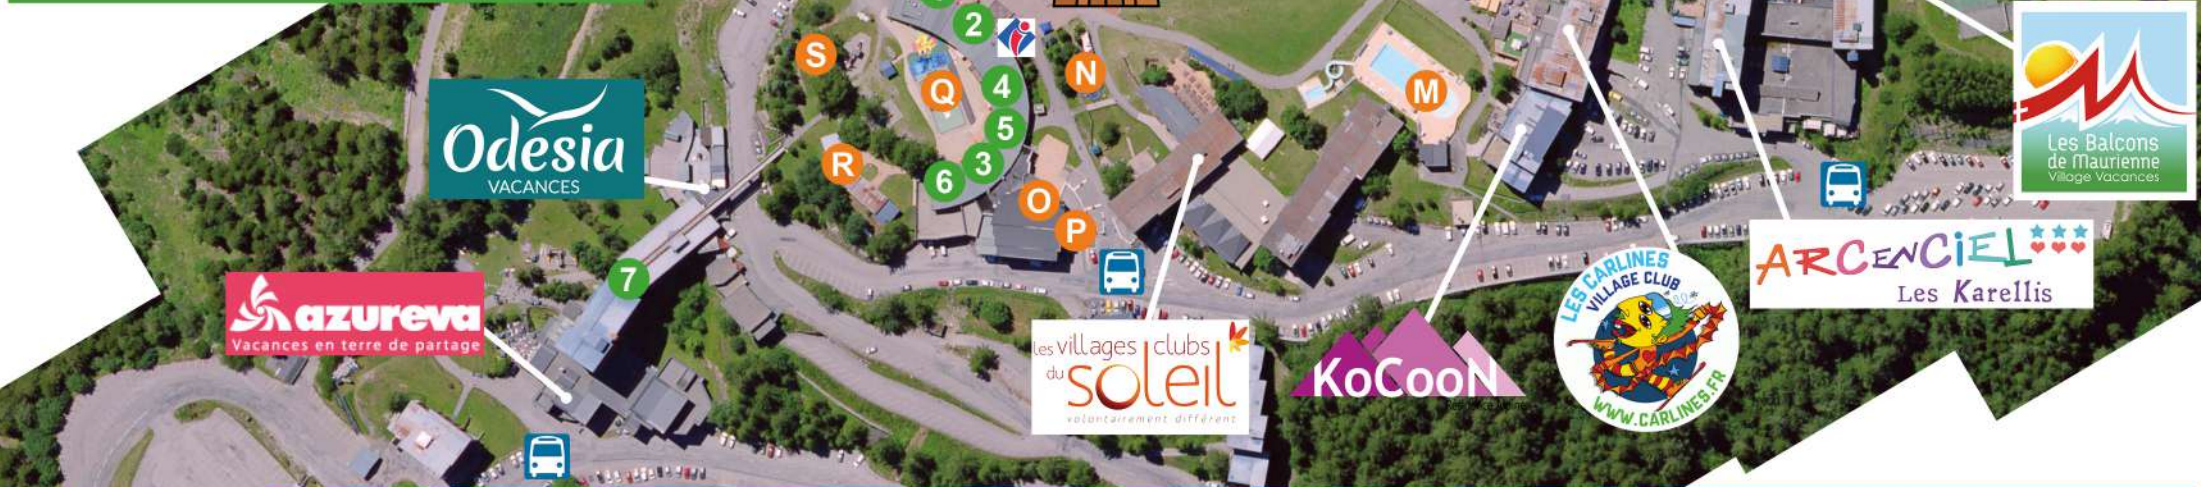 2
S
N
Q
4
M
5
R
3
6
O
P
7
Odesia
VACANCES
azureva
Vacances en terre de partage
les villages clubs
du soleil
volontairement différent
KoCooN
LES CARLINES
VILLAGE CLUB
WWW.CARLINES.FR
ARCENCIEL
Les Karellis
Les Balcons
de Maurienne
Village Vacances